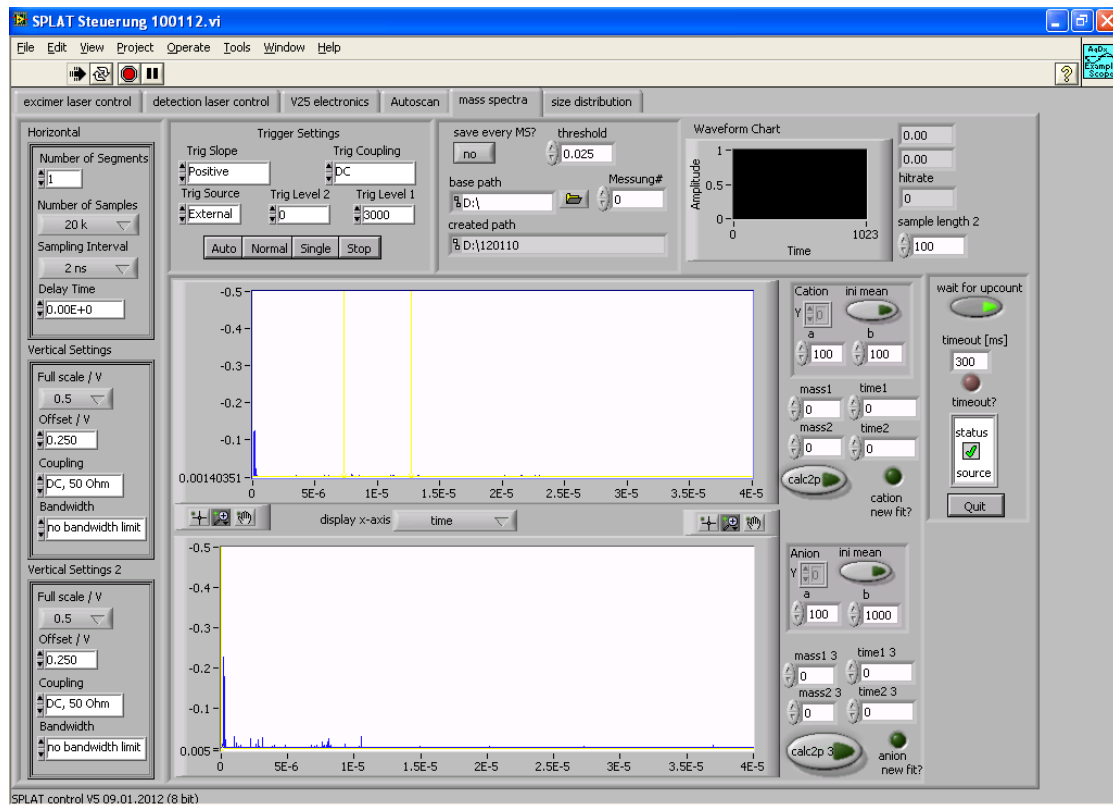 SPLAT Steuerung 100112.vi
File Edit View Project Operate Tools Window Help
AqDx
Example
Scope
excimer laser control
detection laser control
V25 electronics
Autoscan
mass spectra
size distribution
Horizontal
Number of Segments
1
Number of Samples
20 k
Sampling Interval
2 ns
Delay Time
0.00E+0
Vertical Settings
Full scale / V
0.5
Offset / V
0.250
Coupling
DC, 50 Ohm
Bandwidth
no bandwidth limit
Vertical Settings 2
Full scale / V
0.5
Offset / V
0.250
Coupling
DC, 50 Ohm
Bandwidth
no bandwidth limit
Trigger Settings
Trig Slope Trig Coupling
Positive DC
Trig Source Trig Level 2 Trig Level 1
External 0 3000
Auto Normal Single Stop
save every MS? threshold
no 0.025
base path Messung#
D:\ 0
created path
D:\120110
Waveform Chart
Amplitude
1
0.5
0
0 1023
Time
0.00
0.00
hitrate
0
sample length 2
100
-0.5
-0.4
-0.3
-0.2
-0.1
0.00140351
0 5E-6 1E-5 1.5E-5 2E-5 2.5E-5 3E-5 3.5E-5 4E-5
display x-axis time
-0.5
-0.4
-0.3
-0.2
-0.1
0.005
0 5E-6 1E-5 1.5E-5 2E-5 2.5E-5 3E-5 3.5E-5 4E-5
Cation ini mean
Y 0
a b
100 100
mass1 time1
0 0
mass2 time2
0 0
calc2p
cation
new fit?
Anion ini mean
Y 0
a b
100 1000
mass1 3 time1 3
0 0
mass2 3 time2 3
0 0
calc2p 3
anion
new fit?
wait for upcount
timeout [ms]
300
timeout?
status
source
Quit
SPLAT control V5 09.01.2012 (8 bit)